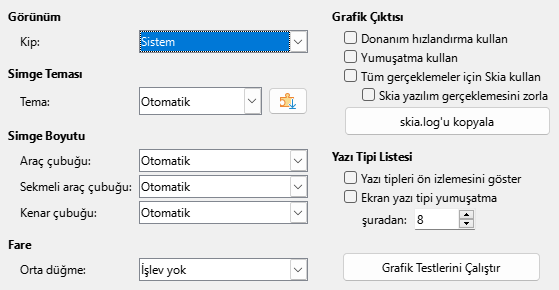 Görünüm
Kip: Sistem
Simge Teması
Tema: Otomatik
Simge Boyutu
Araç çubuğu: Otomatik
Sekmeli araç çubuğu: Otomatik
Kenar çubuğu: Otomatik
Fare
Orta düğme: İşlev yok
Grafik Çıktısı
Donanım hızlandırma kullan
Yumuşatma kullan
Tüm gerçeklemeler için Skia kullan
Skia yazılım gerçeklemesini zorla
skia.log'u kopyala
Yazı Tipi Listesi
Yazı tipleri ön izlemesini göster
Ekran yazı tipi yumuşatma
şuradan: 8
Grafik Testlerini Çalıştır